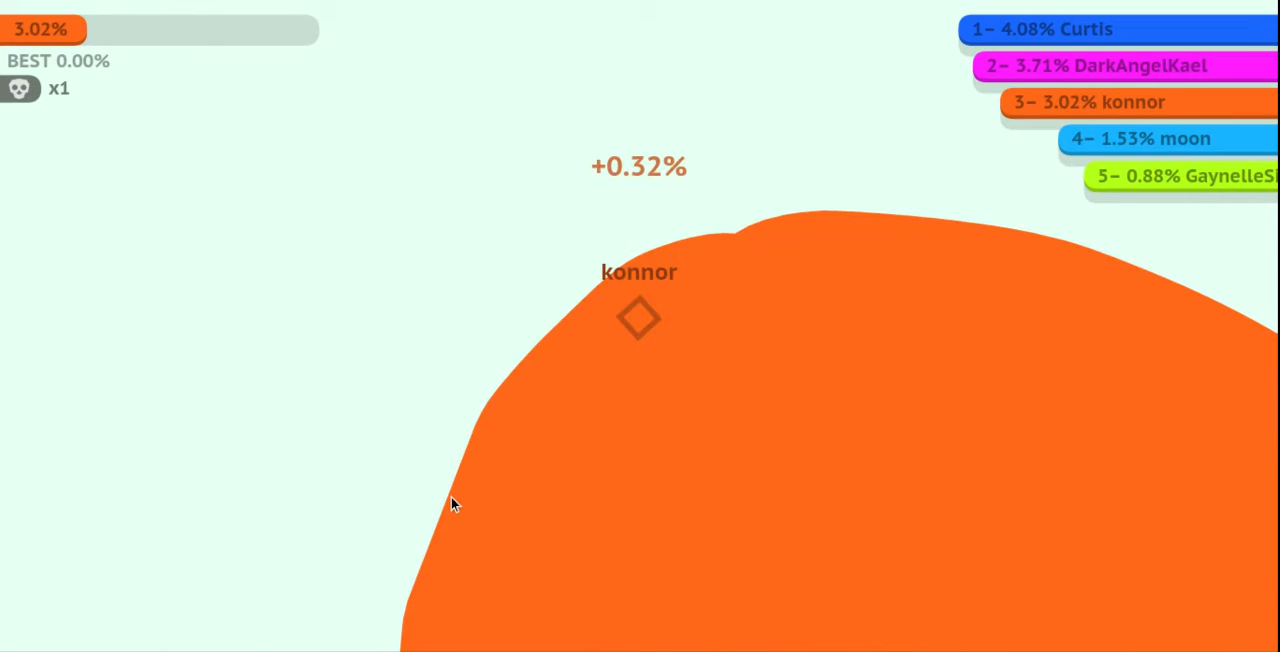 3.02%
BEST 0.00%
x1
1– 4.08% Curtis
2– 3.71% DarkAngelKael
3– 3.02% konnor
4– 1.53% moon
5– 0.88% GaynelleSi
+0.32%
konnor